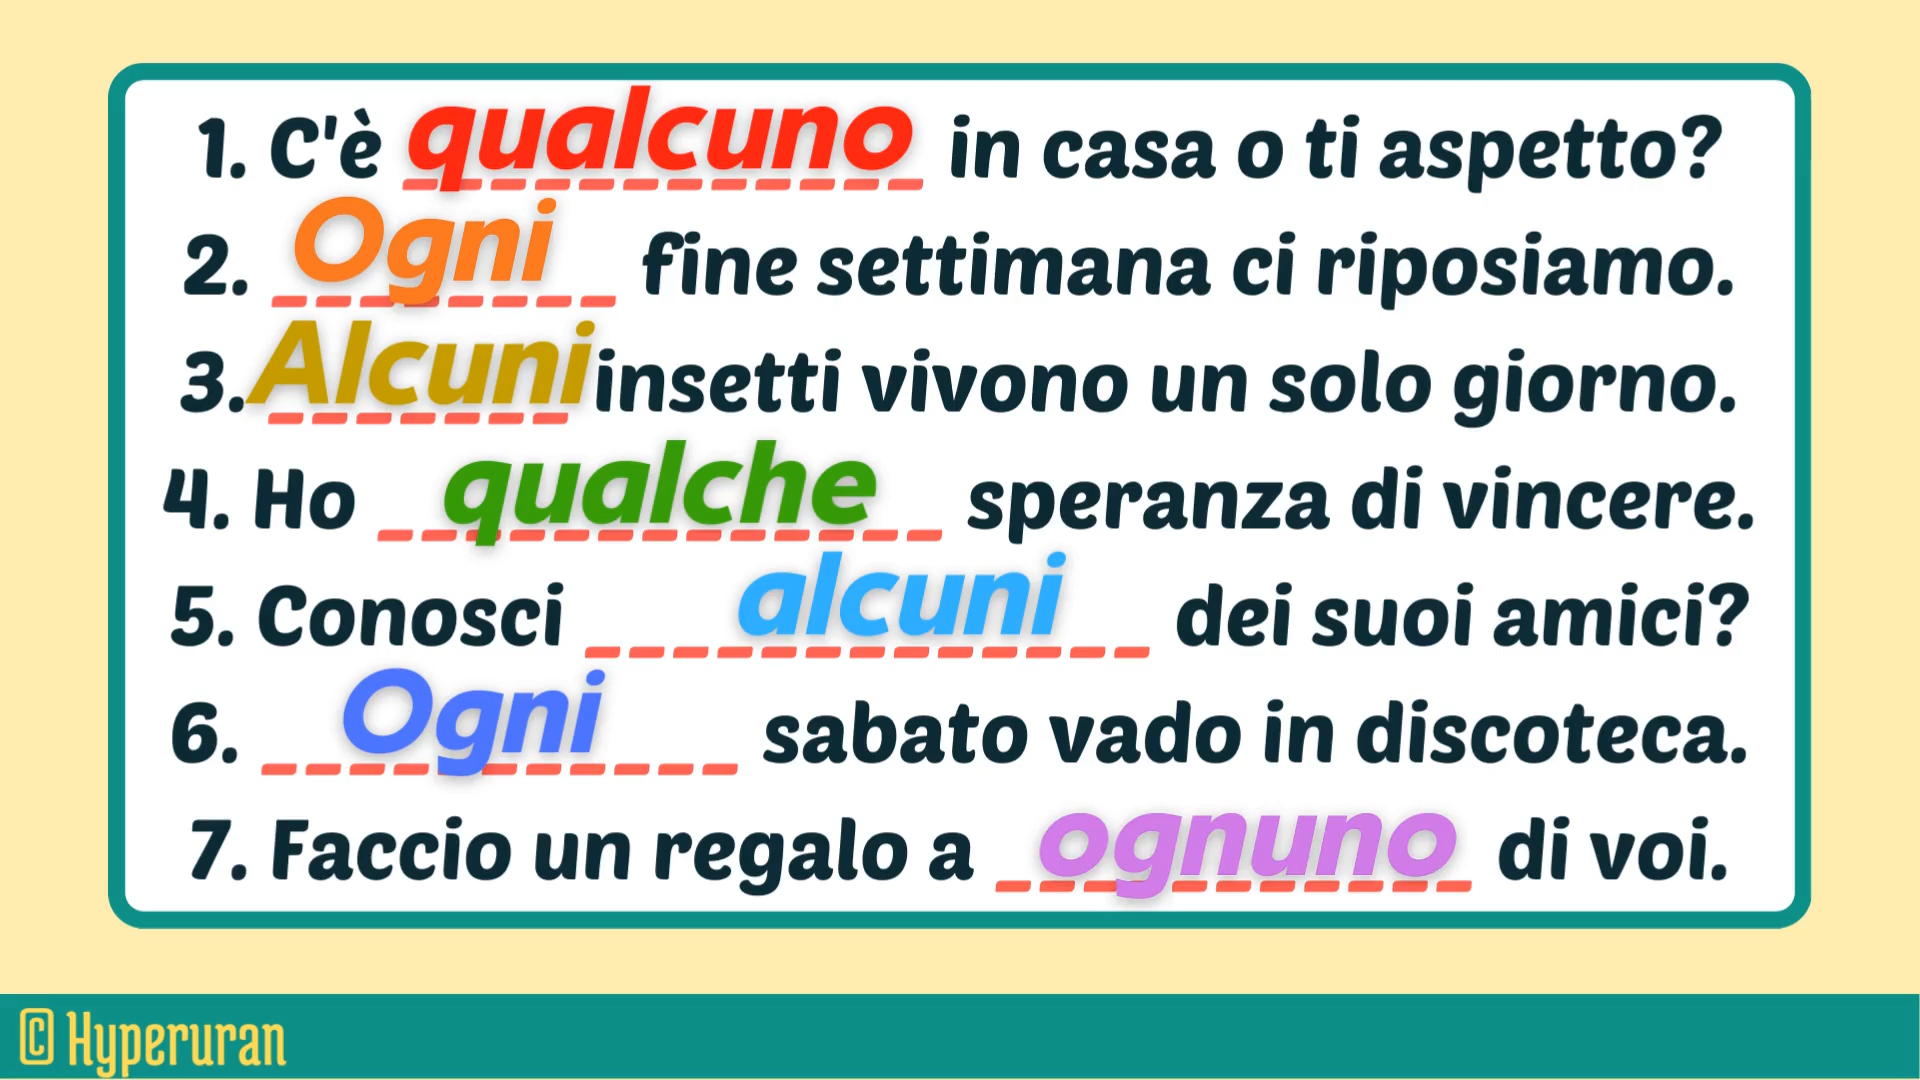 1. C'è qualcuno in casa o ti aspetto?
2. Ogni fine settimana ci riposiamo.
3. Alcuni insetti vivono un solo giorno.
4. Ho qualche speranza di vincere.
5. Conosci alcuni dei suoi amici?
6. Ogni sabato vado in discoteca.
7. Faccio un regalo a ognuno di voi.
© Hyperuran